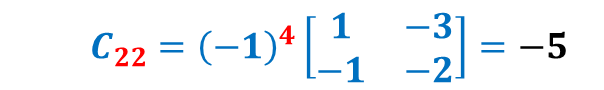 C₂₂ = (−1)⁴ [1 −3
−1 −2] = −5